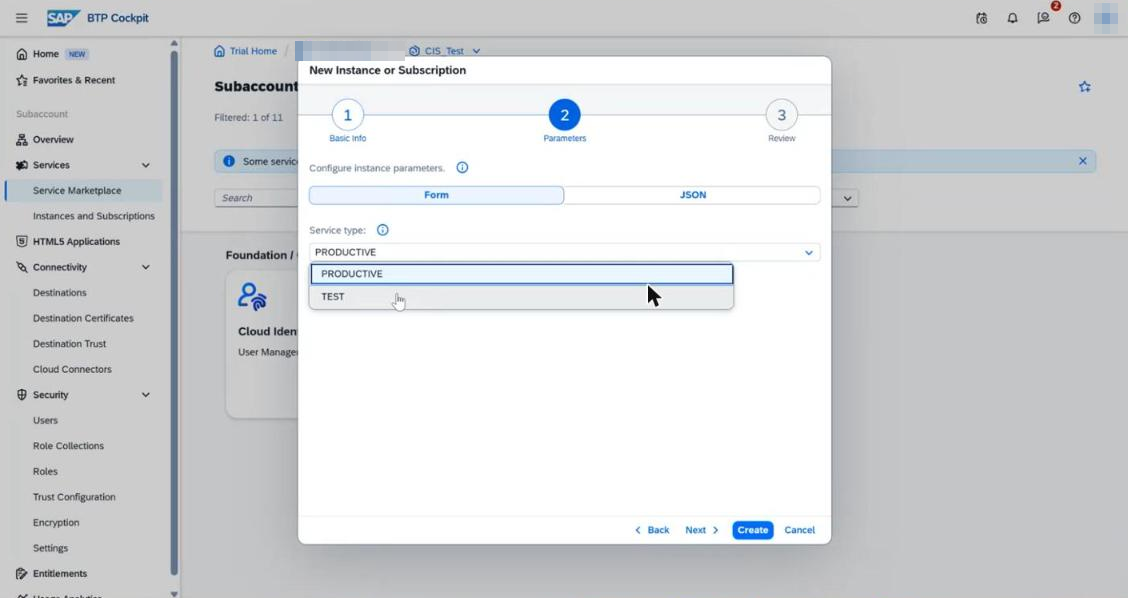 SAP BTP Cockpit
2
Home NEW
Favorites & Recent
Subaccount
Overview
Services
Service Marketplace
Instances and Subscriptions
HTML5 Applications
Connectivity
Destinations
Destination Certificates
Destination Trust
Cloud Connectors
Security
Users
Role Collections
Roles
Trust Configuration
Encryption
Settings
Entitlements
Trial Home / CIS_Test
Subaccount
Filtered: 1 of 11
Some servic
Search
Foundation /
Cloud Iden
User Manage
New Instance or Subscription
1 2 3
Basic Info Parameters Review
Configure instance parameters.
Form JSON
Service type:
PRODUCTIVE
PRODUCTIVE
TEST
Back Next Create Cancel